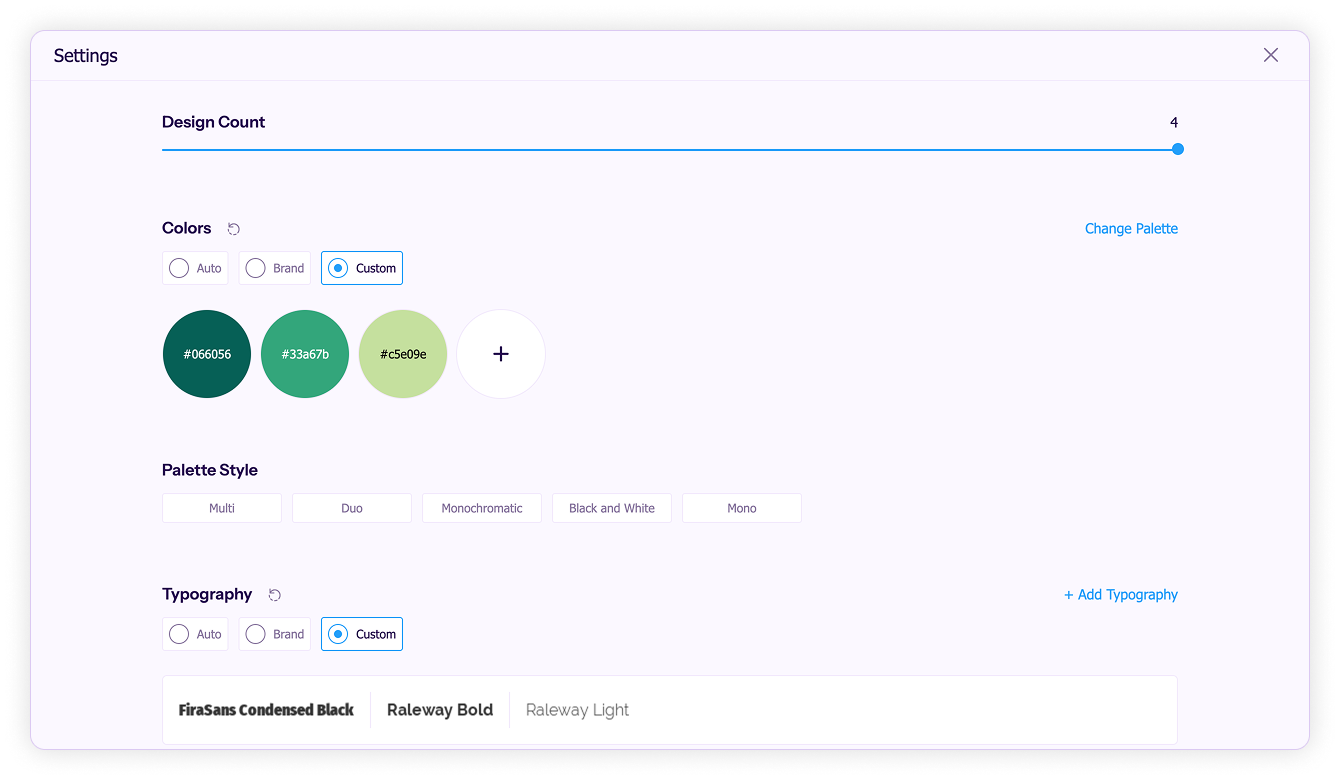 Settings
Design Count 4
Colors Change Palette
Auto Brand Custom
#066056 #33a67b #c5e09e +
Palette Style
Multi Duo Monochromatic Black and White Mono
Typography + Add Typography
Auto Brand Custom
FiraSans Condensed Black Raleway Bold Raleway Light